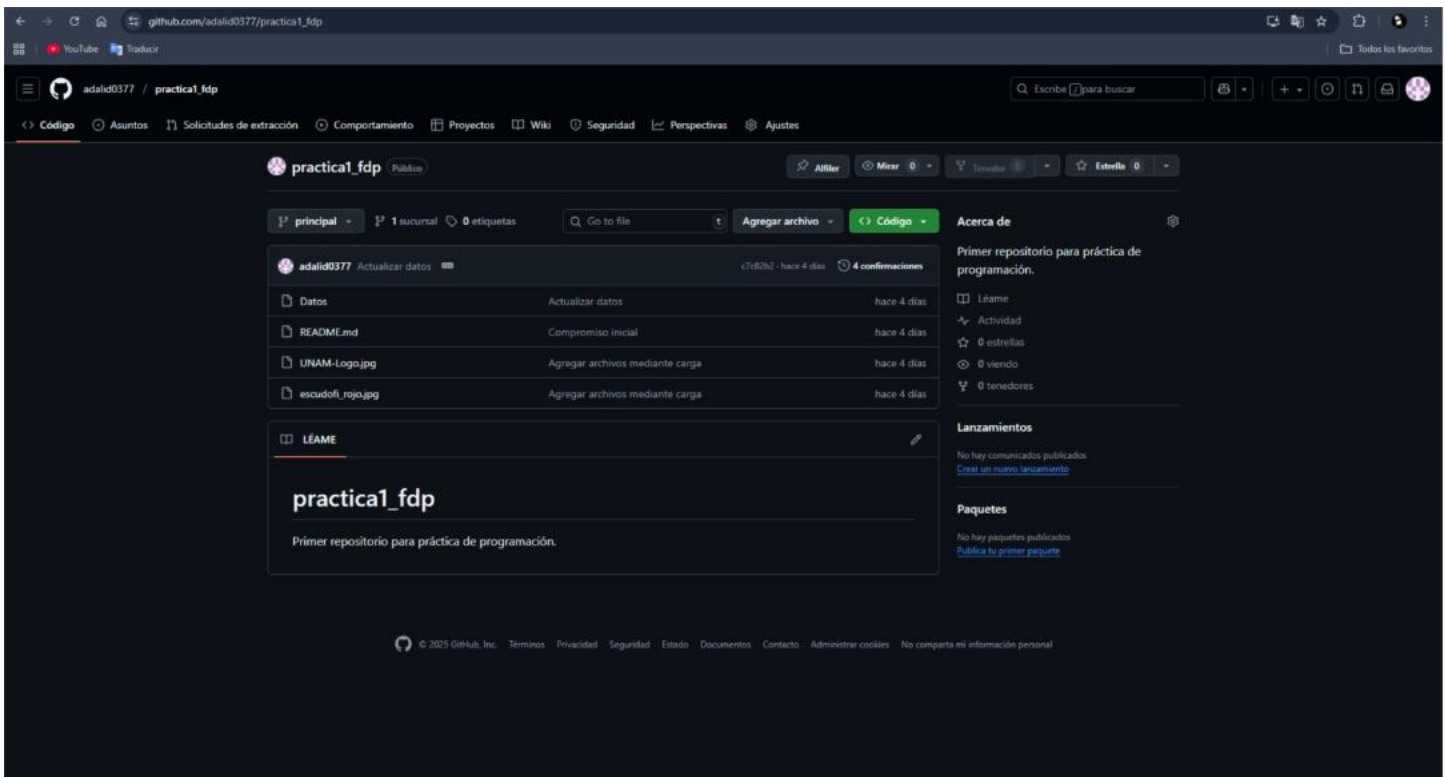 github.com/adalid0377/practica1_fdp
YouTube Traducir Todos los favoritos
adalid0377 / practica1_fdp Escribe / para buscar
Código Asuntos Solicitudes de extracción Comportamiento Proyectos Wiki Seguridad Perspectivas Ajustes
practica1_fdp Público Alfiler Mirar 0 Tenedor 0 Estrella 0
principal 1 sucursal 0 etiquetas Go to file t Agregar archivo Código
adalid0377 Actualizar datos c7c82b2 · hace 4 días 4 confirmaciones
Datos Actualizar datos hace 4 días
README.md Compromiso inicial hace 4 días
UNAM-Logo.jpg Agregar archivos mediante carga hace 4 días
escudofi_rojo.jpg Agregar archivos mediante carga hace 4 días
LÉAME
practica1_fdp
Primer repositorio para práctica de programación.
Acerca de
Primer repositorio para práctica de
programación.
Léame
Actividad
0 estrellas
0 viendo
0 tenedores
Lanzamientos
No hay comunicados publicados
Crear un nuevo lanzamiento
Paquetes
No hay paquetes publicados
Publica tu primer paquete
© 2025 GitHub, Inc. Términos Privacidad Seguridad Estado Documentos Contacto Administrar cookies No comparta mi información personal